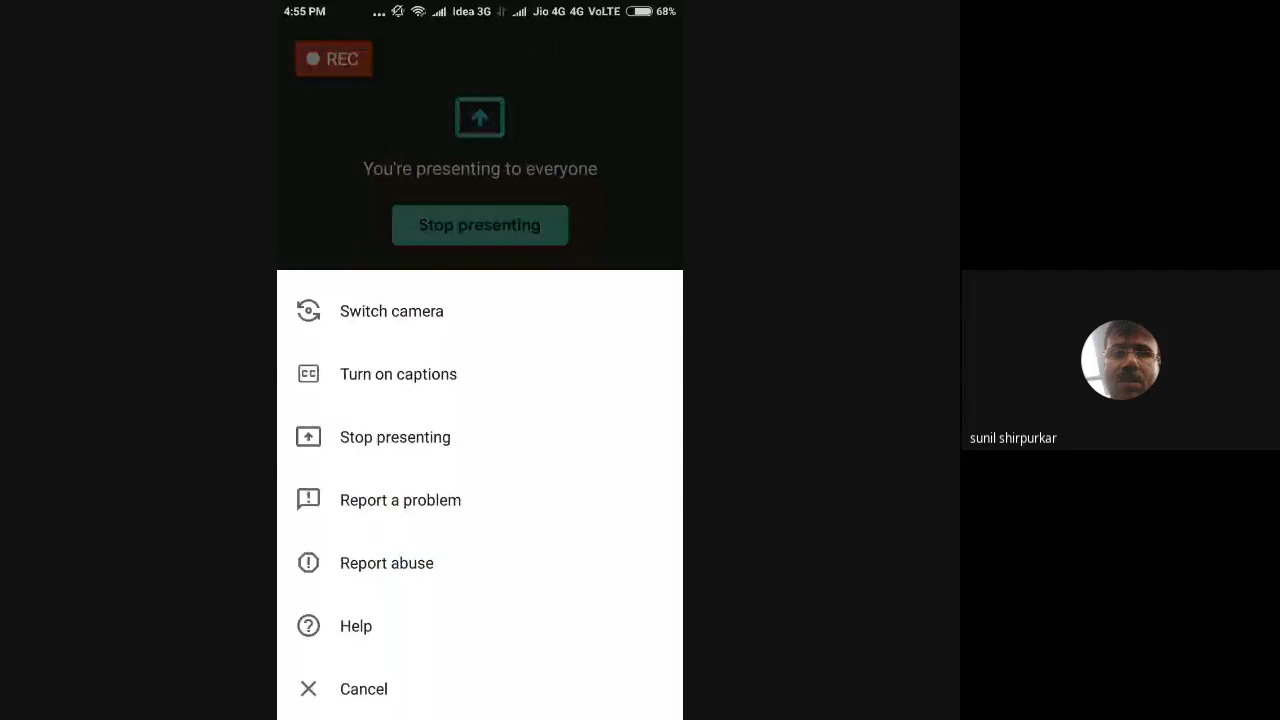 4:55 PM ... Idea 3G Jio 4G 4G VoLTE 68%
REC
You're presenting to everyone
Stop presenting
Switch camera
CC Turn on captions
Stop presenting
Report a problem
Report abuse
Help
Cancel
sunil shirpurkar